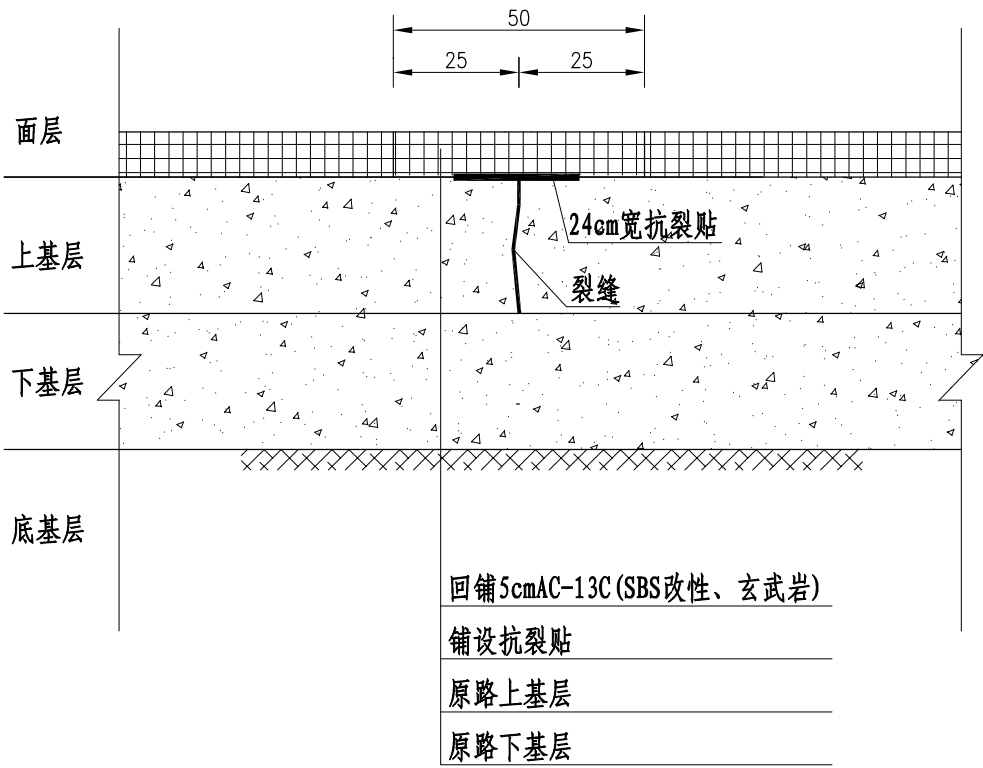 50
25 25
面层
24cm宽抗裂贴
上基层
裂缝
下基层
底基层
回铺5cmAC-13C(SBS改性、玄武岩)
铺设抗裂贴
原路上基层
原路下基层